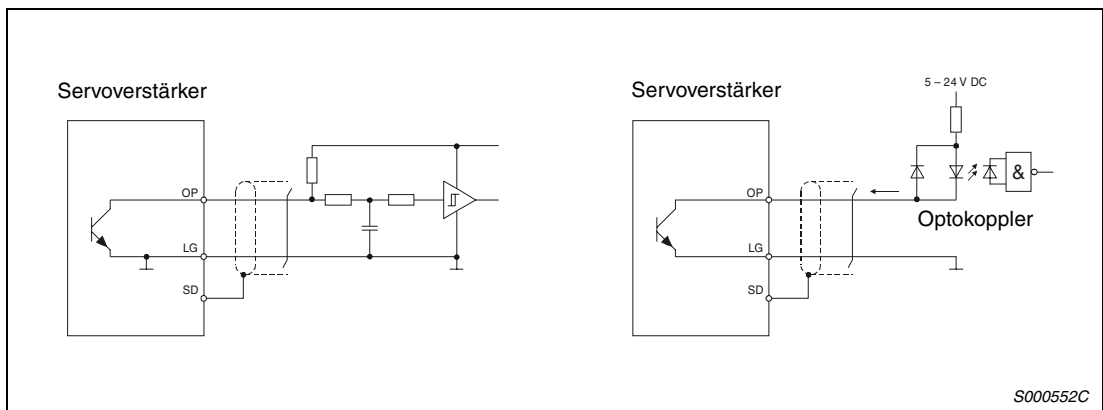 Servoverstärker
OP
LG
SD
Servoverstärker
5 – 24 V DC
&
OP
Optokoppler
LG
SD
S000552C